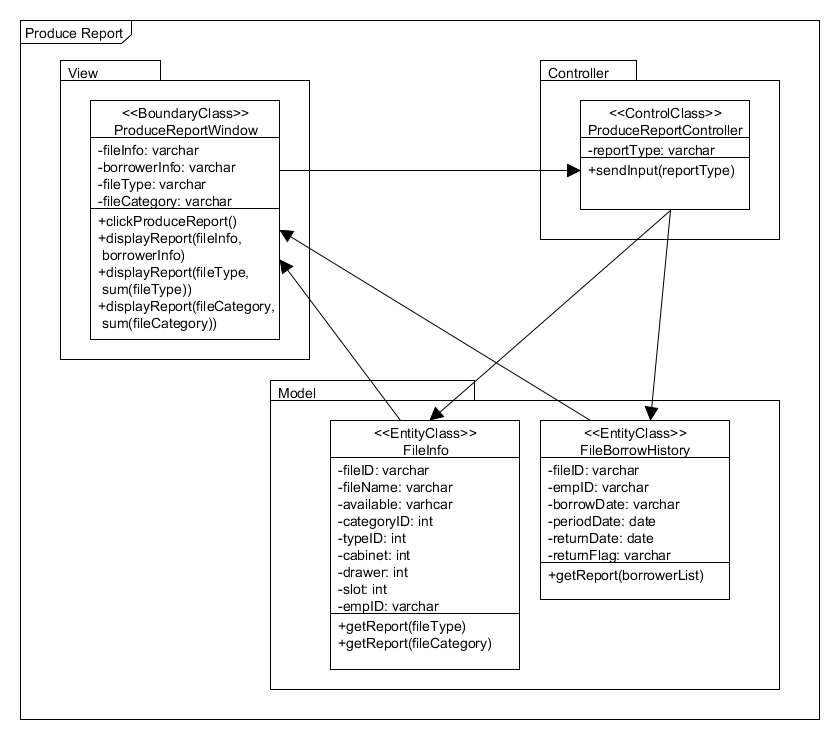 Produce Report
View
<<BoundaryClass>>
ProduceReportWindow
-fileInfo: varchar
-borrowerInfo: varchar
-fileType: varchar
-fileCategory: varchar
+clickProduceReport()
+displayReport(fileInfo,
borrowerInfo)
+displayReport(fileType,
sum(fileType))
+displayReport(fileCategory,
sum(fileCategory))
Controller
<<ControlClass>>
ProduceReportController
-reportType: varchar
+sendInput(reportType)
Model
<<EntityClass>>
FileInfo
-fileID: varchar
-fileName: varchar
-available: varhcar
-categoryID: int
-typeID: int
-cabinet: int
-drawer: int
-slot: int
-empID: varchar
+getReport(fileType)
+getReport(fileCategory)
<<EntityClass>>
FileBorrowHistory
-fileID: varchar
-empID: varchar
-borrowDate: varchar
-periodDate: date
-returnDate: date
-returnFlag: varchar
+getReport(borrowerList)